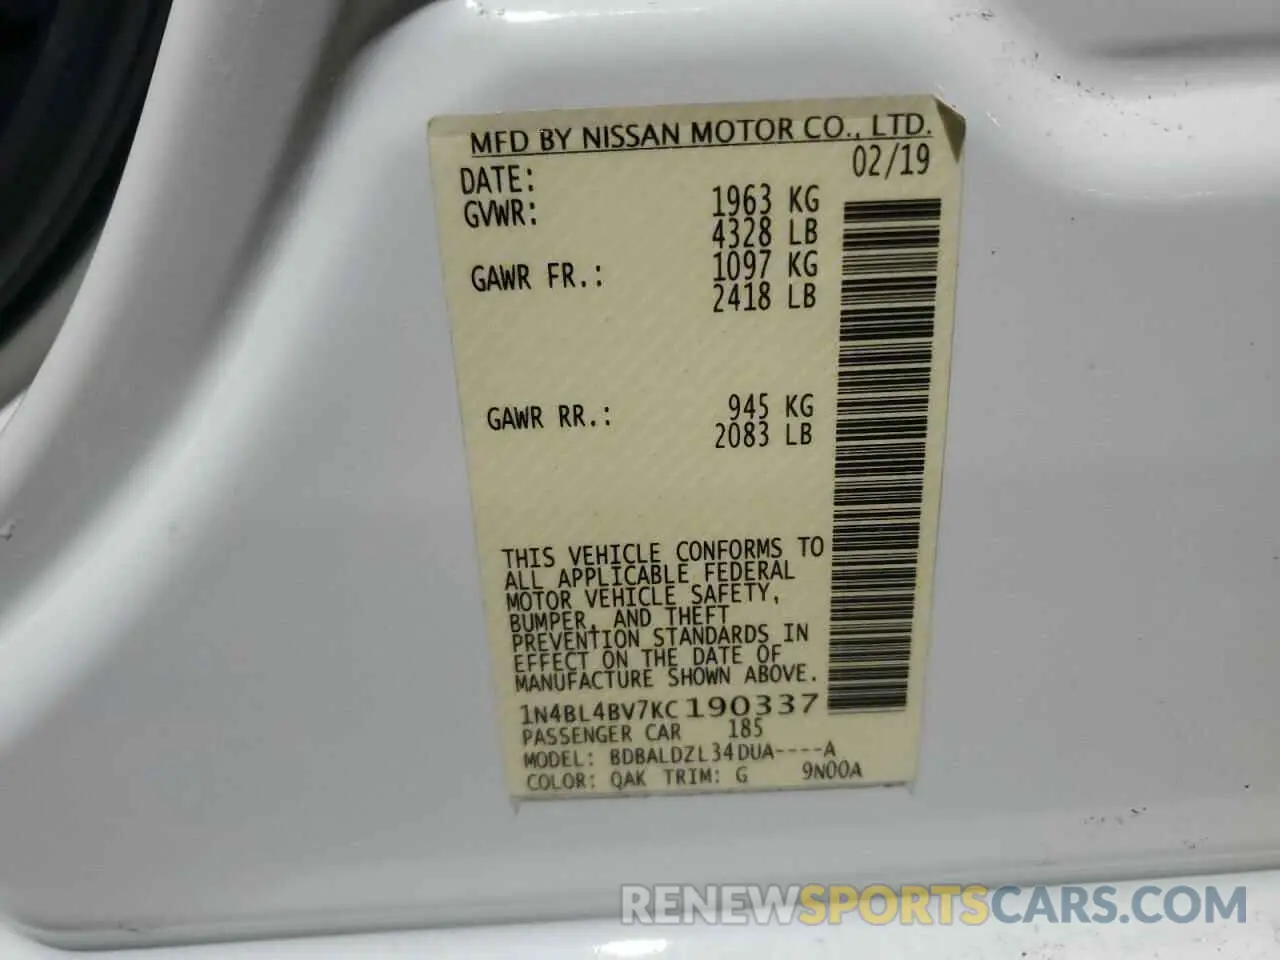 MFD BY NISSAN MOTOR CO., LTD.
DATE: 02/19
GVWR: 1963 KG
4328 LB
GAWR FR.: 1097 KG
2418 LB
GAWR RR.: 945 KG
2083 LB
THIS VEHICLE CONFORMS TO
ALL APPLICABLE FEDERAL
MOTOR VEHICLE SAFETY,
BUMPER, AND THEFT
PREVENTION STANDARDS IN
EFFECT ON THE DATE OF
MANUFACTURE SHOWN ABOVE.
1N4BL4BV7KC190337
PASSENGER CAR 185
MODEL: BDBALDZL34DUA----A
COLOR: QAK TRIM: G 9N00A
RENEWSPORTSCARS.COM